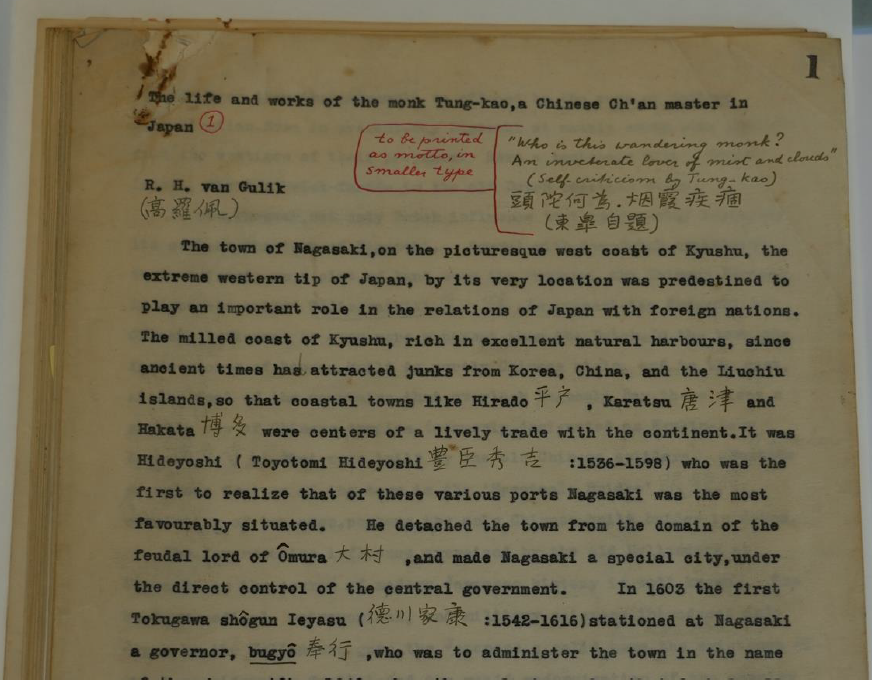 1
The life and works of the monk Tung-kao,a Chinese Ch'an master in
Japan 1
to be printed
as motto, in
smaller type
"Who is this wandering monk?
An inveterate lover of mist and clouds"
(Self-criticism by Tung-kao)
頭陀何為.烟霞疾痼
(東皋自題)
R. H. van Gulik
(高羅佩)
The town of Nagasaki,on the picturesque west coast of Kyushu, the
extreme western tip of Japan, by its very location was predestined to
play an important role in the relations of Japan with foreign nations.
The milled coast of Kyushu, rich in excellent natural harbours, since
ancient times has attracted junks from Korea, China, and the Liuchiu
islands,so that coastal towns like Hirado 平户 , Karatsu 唐津 and
Hakata 博多 were centers of a lively trade with the continent.It was
Hideyoshi ( Toyotomi Hideyoshi 豊臣秀吉 :1536-1598) who was the
first to realize that of these various ports Nagasaki was the most
favourably situated. He detached the town from the domain of the
feudal lord of Ômura 大村 ,and made Nagasaki a special city,under
the direct control of the central government. In 1603 the first
Tokugawa shôgun Ieyasu (德川家康 :1542-1616)stationed at Nagasaki
a governor, bugyô 奉行 ,who was to administer the town in the name